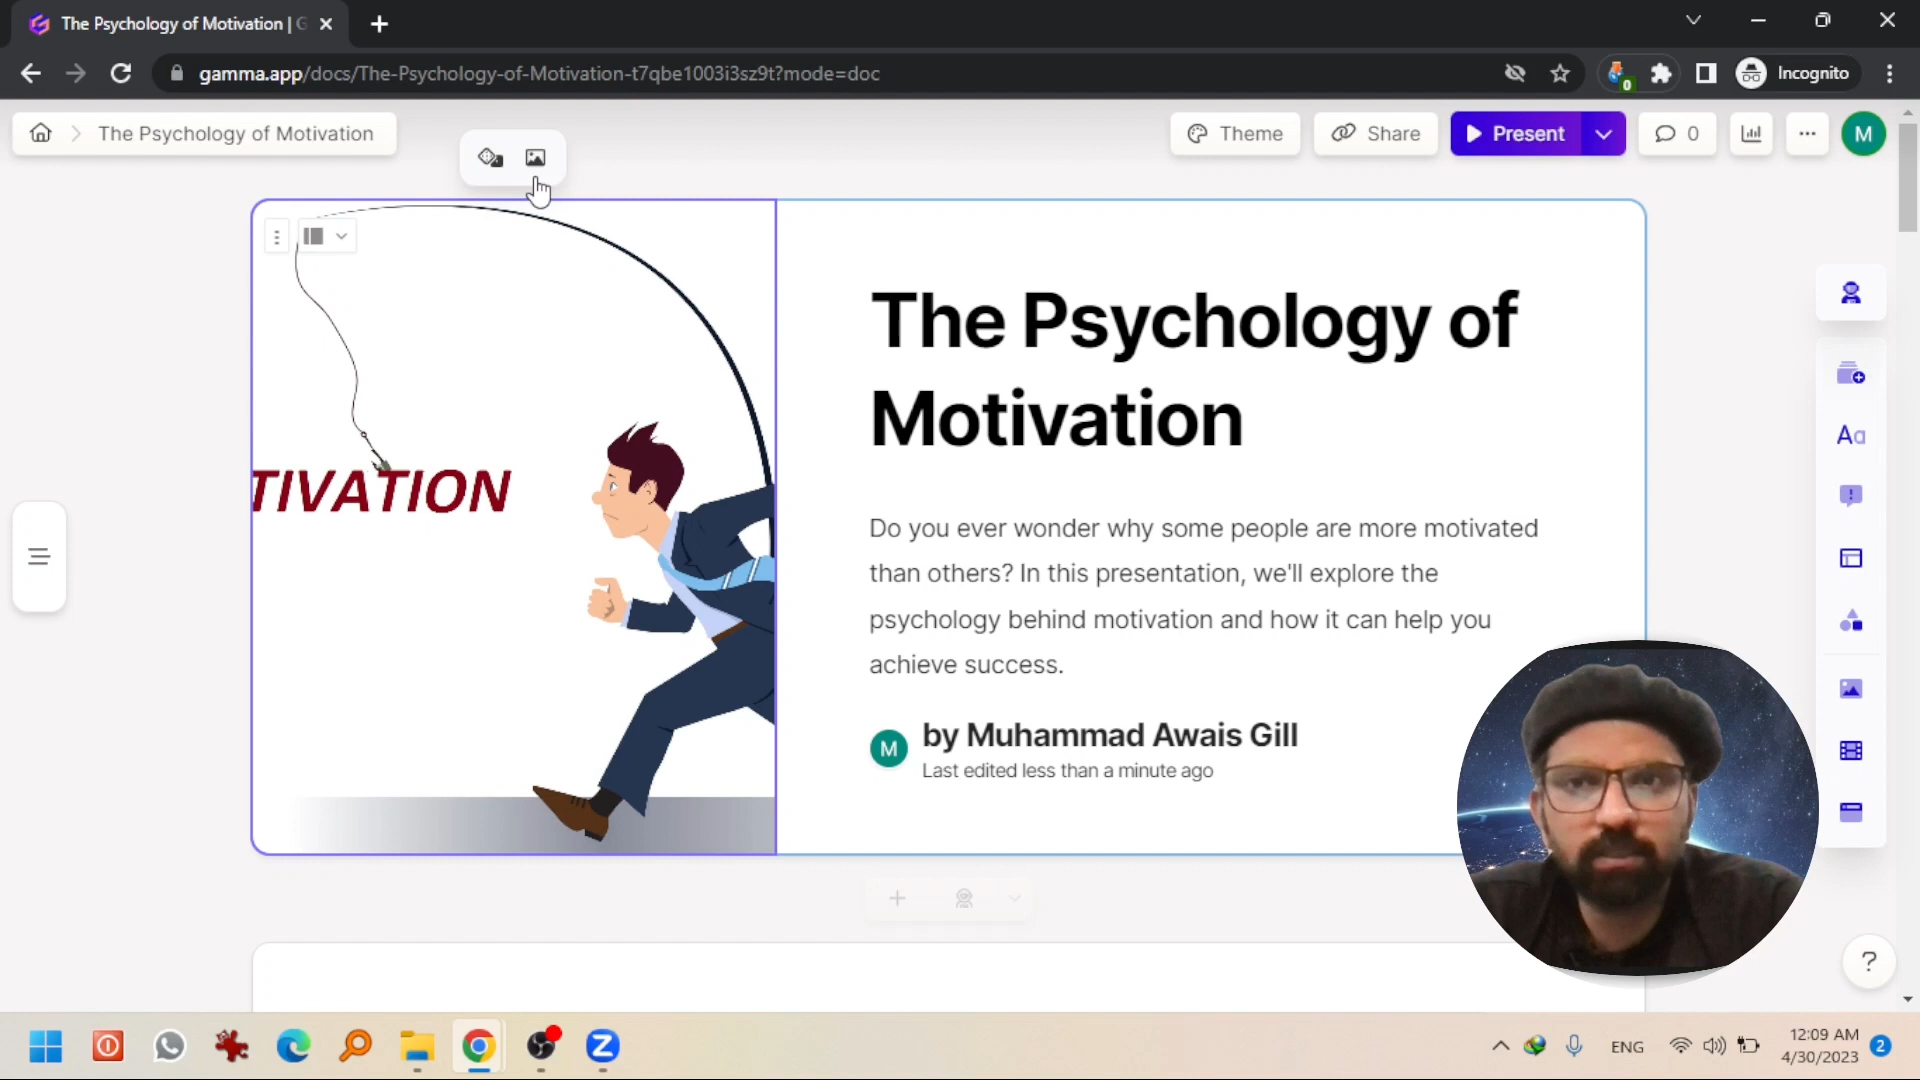 The Psychology of Motivation | G
gamma.app/docs/The-Psychology-of-Motivation-t7qbe1003i3sz9t?mode=doc
0
Incognito
The Psychology of Motivation
Theme
Share
Present
0
M
The Psychology of
Motivation
TIVATION
Aa
Do you ever wonder why some people are more motivated
than others? In this presentation, we'll explore the
psychology behind motivation and how it can help you
achieve success.
M
by Muhammad Awais Gill
Last edited less than a minute ago
?
Z
ENG
12:09 AM
4/30/2023
2